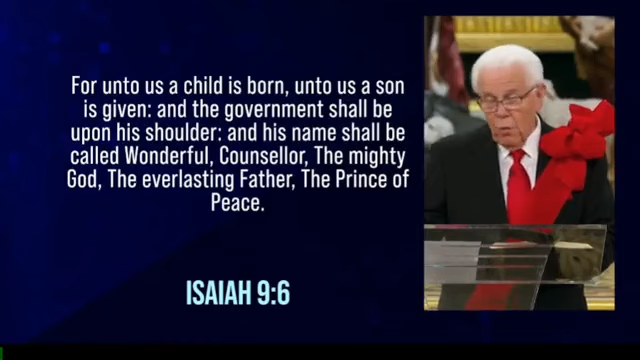 For unto us a child is born, unto us a son
is given: and the government shall be
upon his shoulder: and his name shall be
called Wonderful, Counsellor, The mighty
God, The everlasting Father, The Prince of
Peace.
ISAIAH 9:6